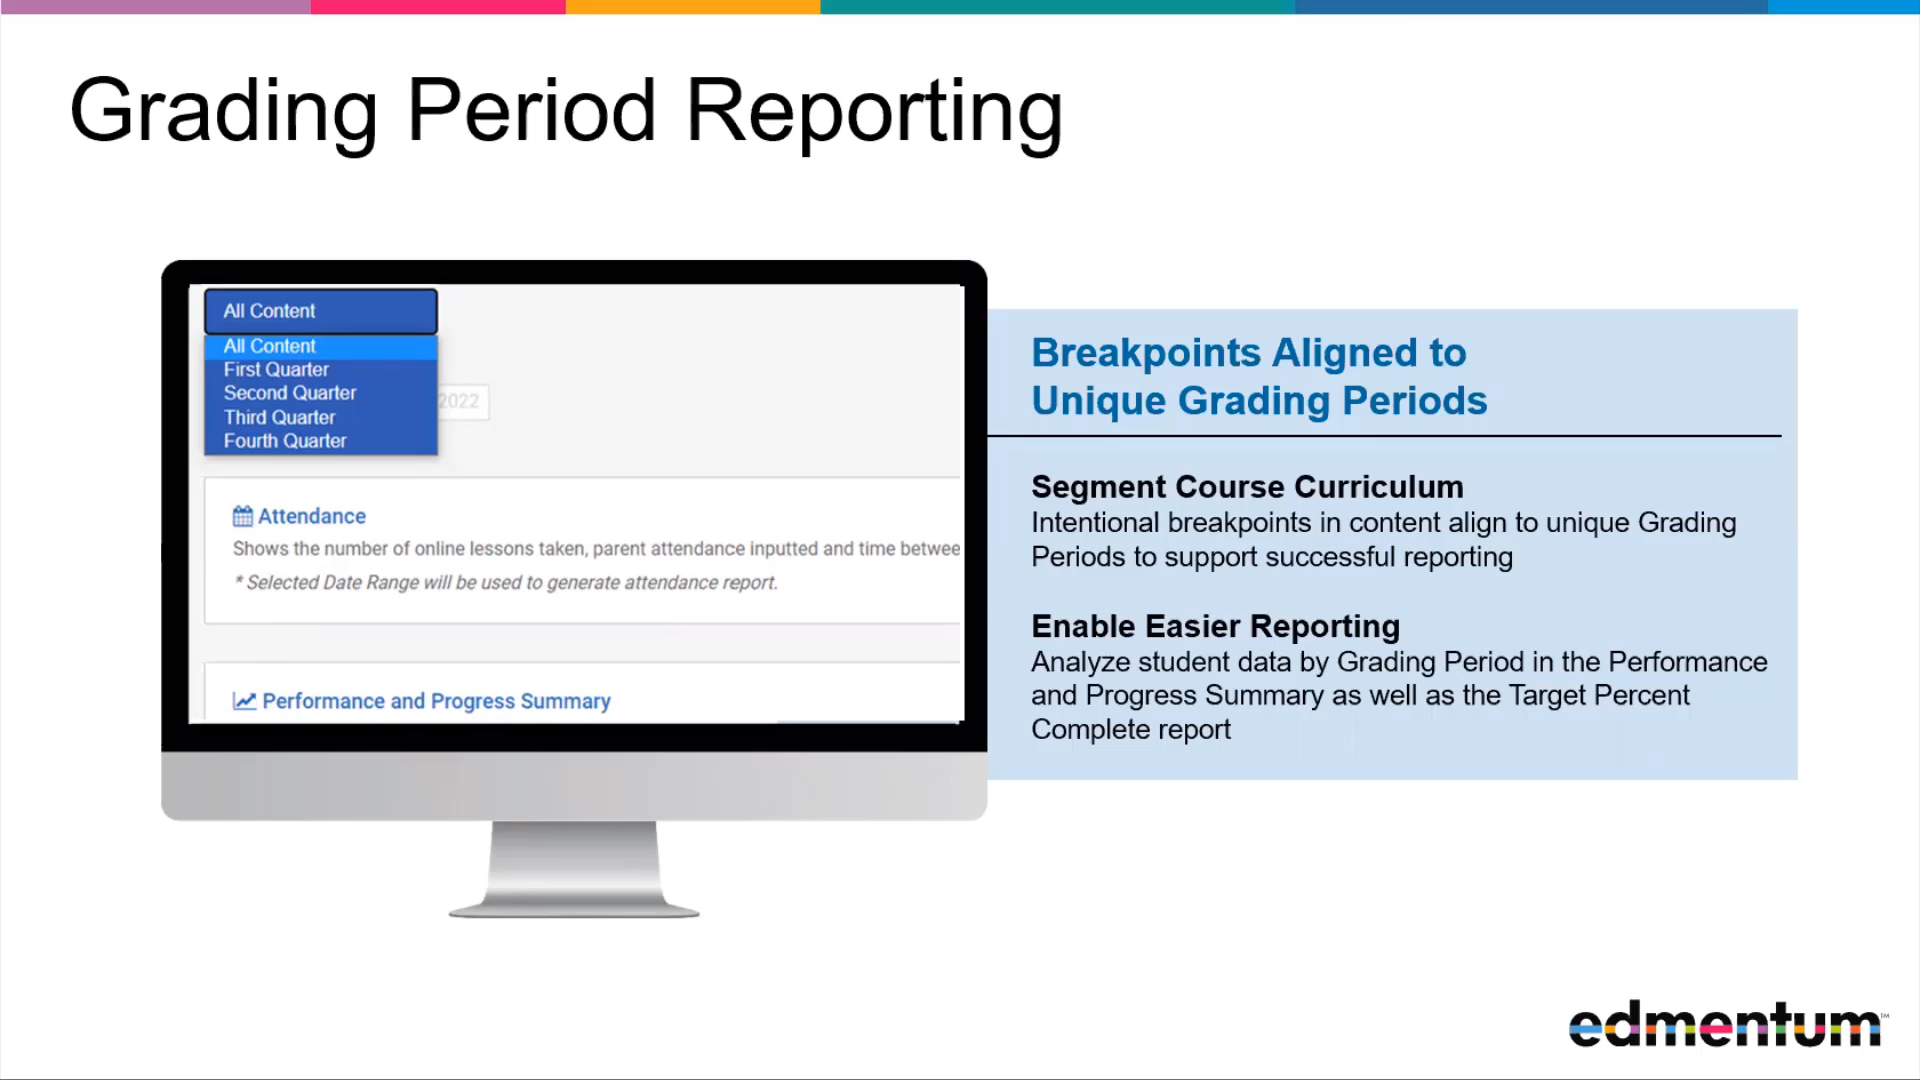 Grading Period Reporting
All Content
All Content
First Quarter
Second Quarter
Third Quarter
Fourth Quarter
2022
Attendance
Shows the number of online lessons taken, parent attendance inputted and time betwee
* Selected Date Range will be used to generate attendance report.
Performance and Progress Summary
Breakpoints Aligned to
Unique Grading Periods
Segment Course Curriculum
Intentional breakpoints in content align to unique Grading
Periods to support successful reporting
Enable Easier Reporting
Analyze student data by Grading Period in the Performance
and Progress Summary as well as the Target Percent
Complete report
edmentum™